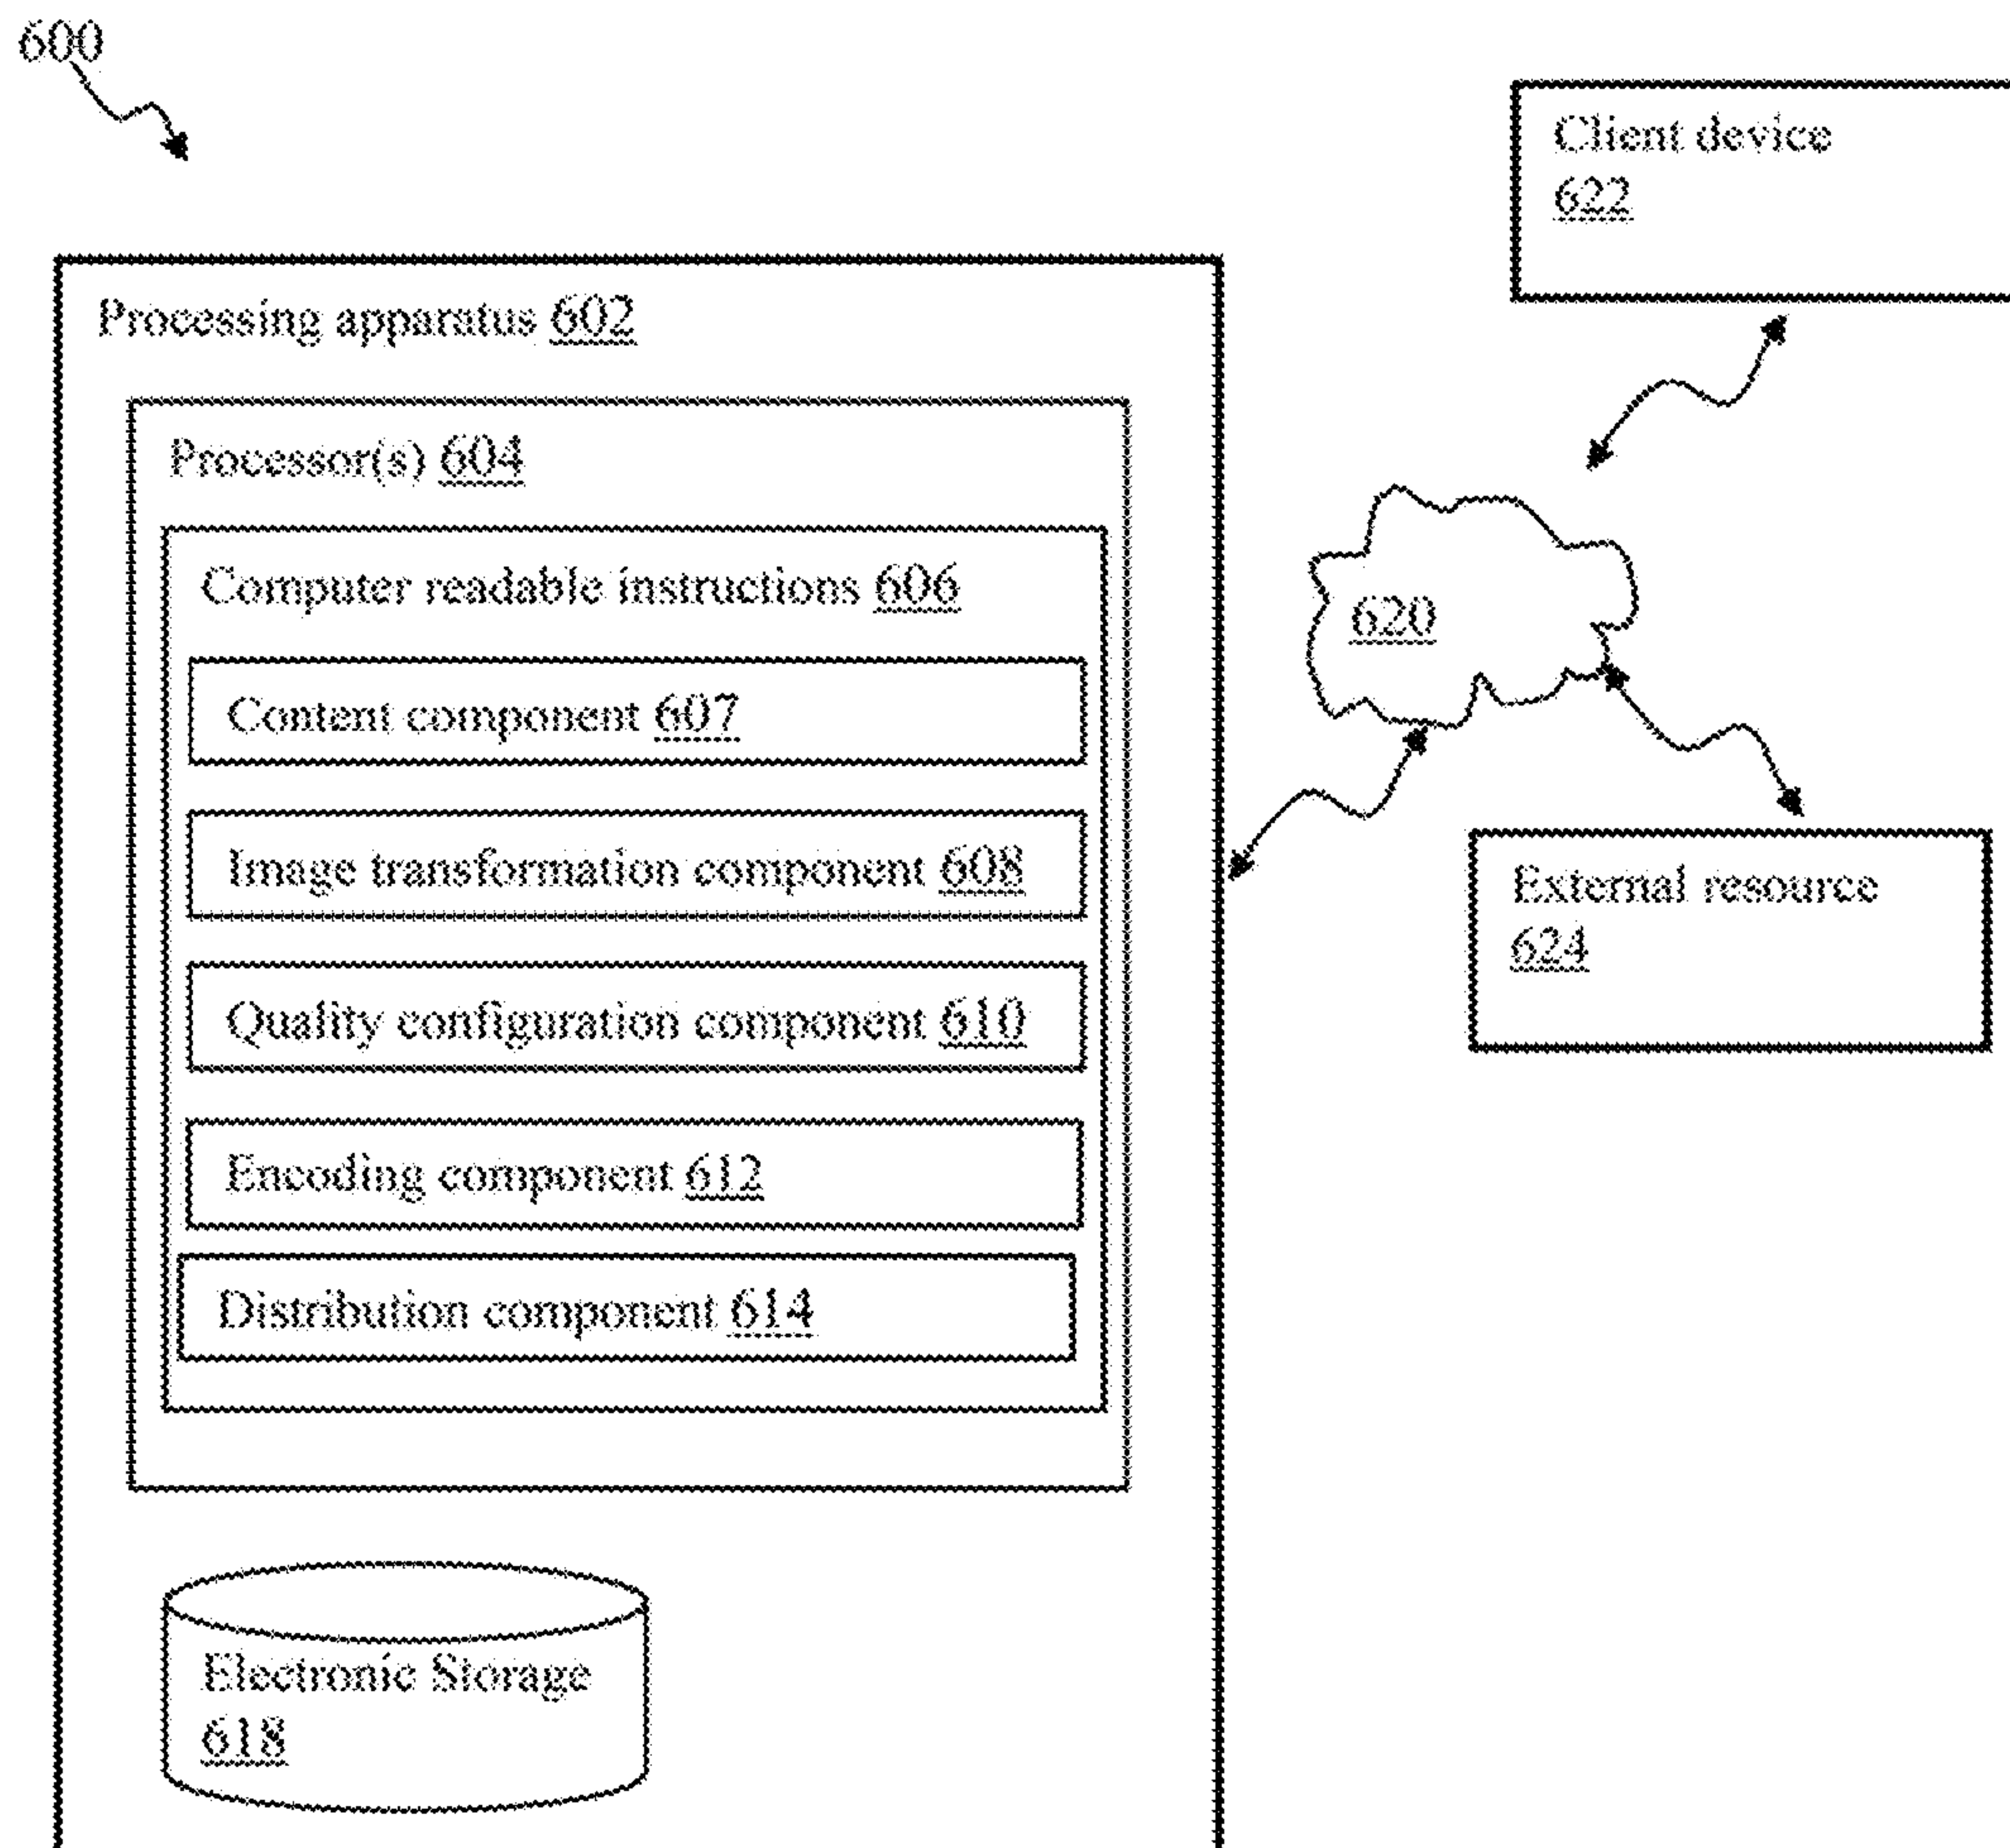 600
Client device
622
Processing apparatus 602
Processor(s) 604
Computer readable instructions 606
Content component 607
Image transformation component 608
Quality configuration component 610
Encoding component 612
Distribution component 614
Electronic Storage
618
620
External resource
624